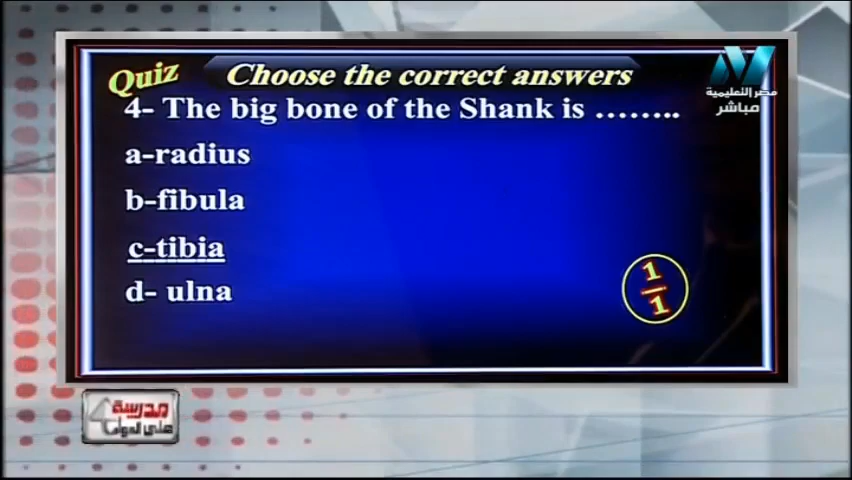 Quiz
Choose the correct answers
مصر التعليمية
مباشر
4- The big bone of the Shank is ……..
a-radius
b-fibula
c-tibia
d- ulna
1
1
مدرسة
على الهواء